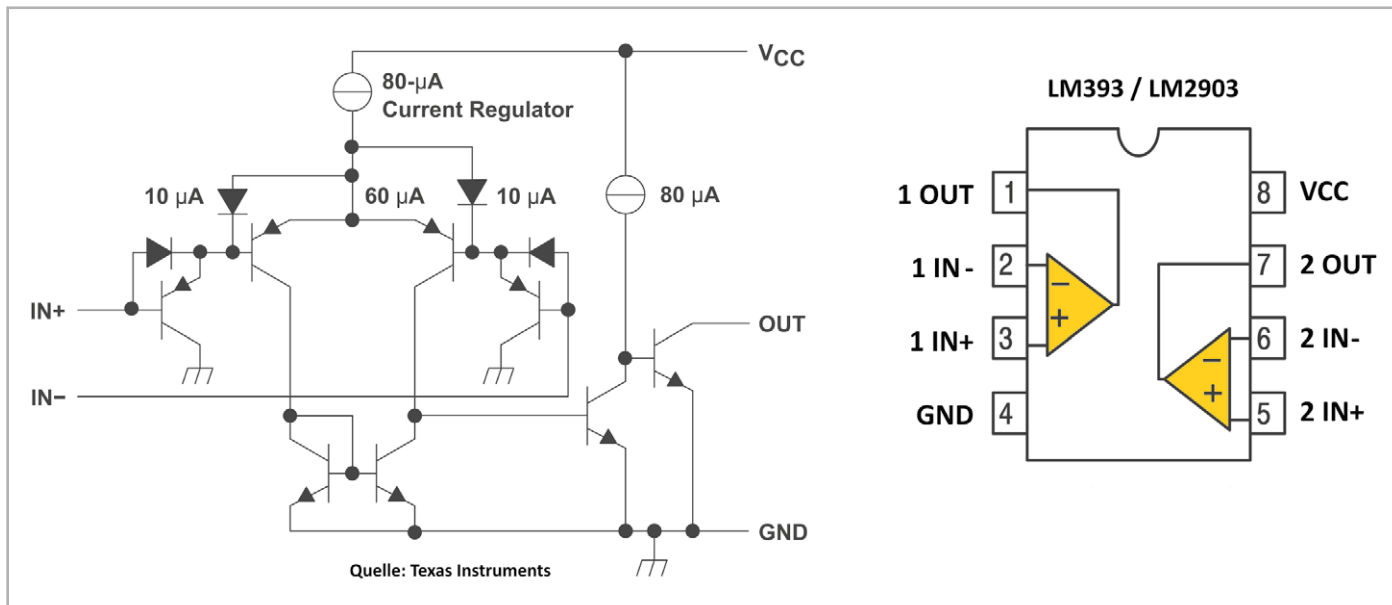 VCC
80-µA
Current Regulator
10 µA
60 µA
10 µA
80 µA
IN+
OUT
IN−
GND
Quelle: Texas Instruments
LM393 / LM2903
1 OUT
1
8
VCC
1 IN-
2
−
7
2 OUT
1 IN+
3
+
−
6
2 IN-
GND
4
+
5
2 IN+